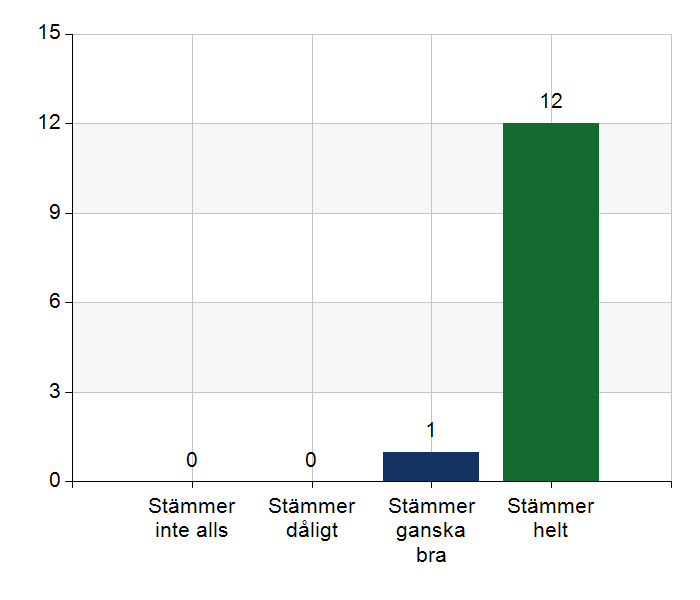 15
12
12
9
6
3
1
0
0
0
Stämmer
inte alls
Stämmer
dåligt
Stämmer
ganska
bra
Stämmer
helt